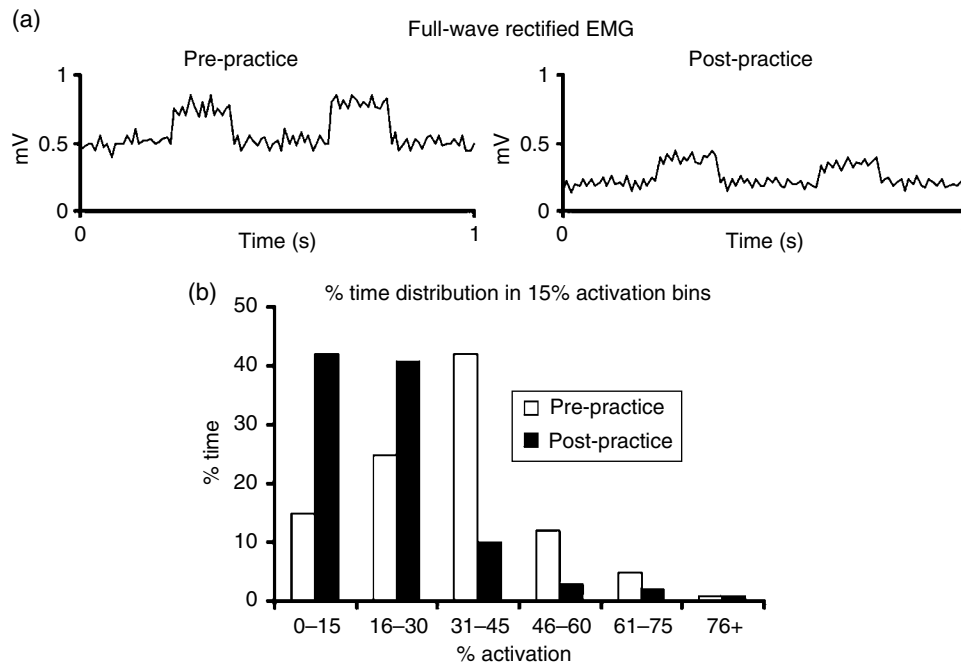 (a)
Full-wave rectified EMG
Pre-practice
Post-practice
1
0.5
0
mV
0
1
Time (s)
1
0.5
0
mV
0
Time (s)
(b)
% time distribution in 15% activation bins
50
40
30
20
10
0
% time
Pre-practice
Post-practice
0–15
16–30
31–45
46–60
61–75
76+
% activation